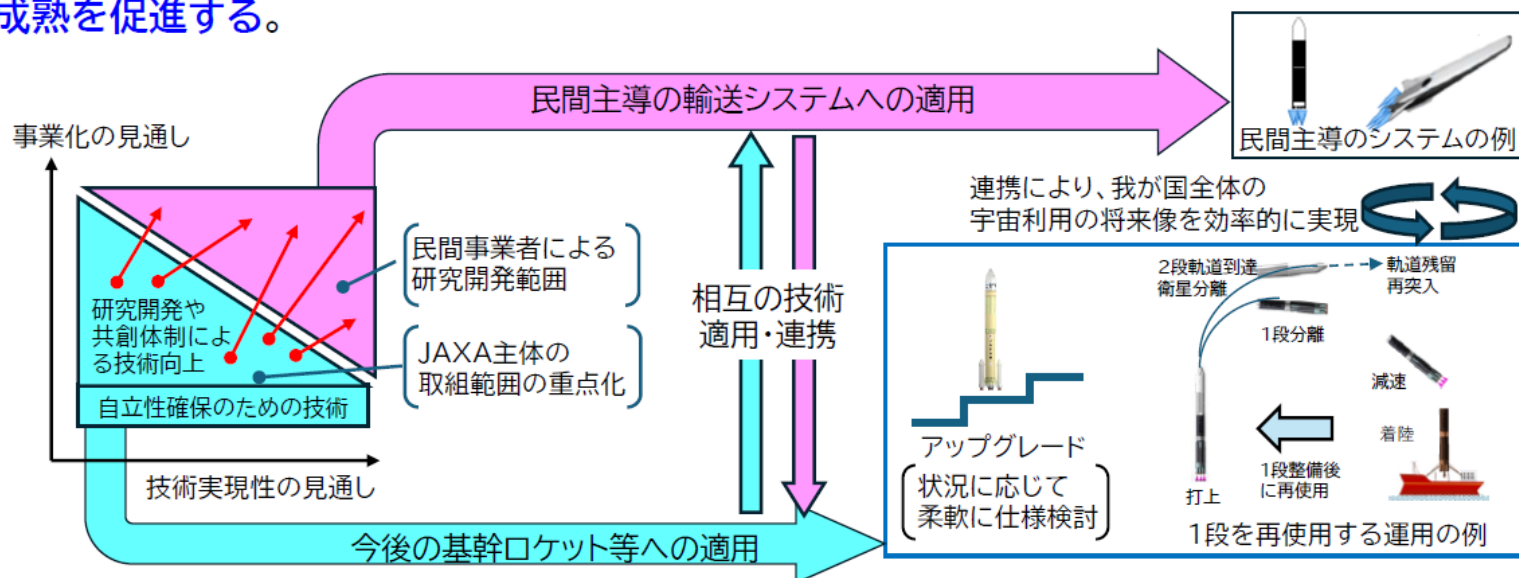 成熟を促進する。
民間主導の輸送システムへの適用
民間主導のシステムの例
事業化の見通し
連携により、我が国全体の
宇宙利用の将来像を効率的に実現
民間事業者による
研究開発範囲
研究開発や
共創体制によ
る技術向上
JAXA主体の
取組範囲の重点化
自立性確保のための技術
技術実現性の見通し
相互の技術
適用・連携
アップグレード
状況に応じて
柔軟に仕様検討
2段軌道到達
衛星分離
軌道残留
再突入
1段分離
減速
着陸
1段整備後
に再使用
打上
1段を再使用する運用の例
今後の基幹ロケット等への適用